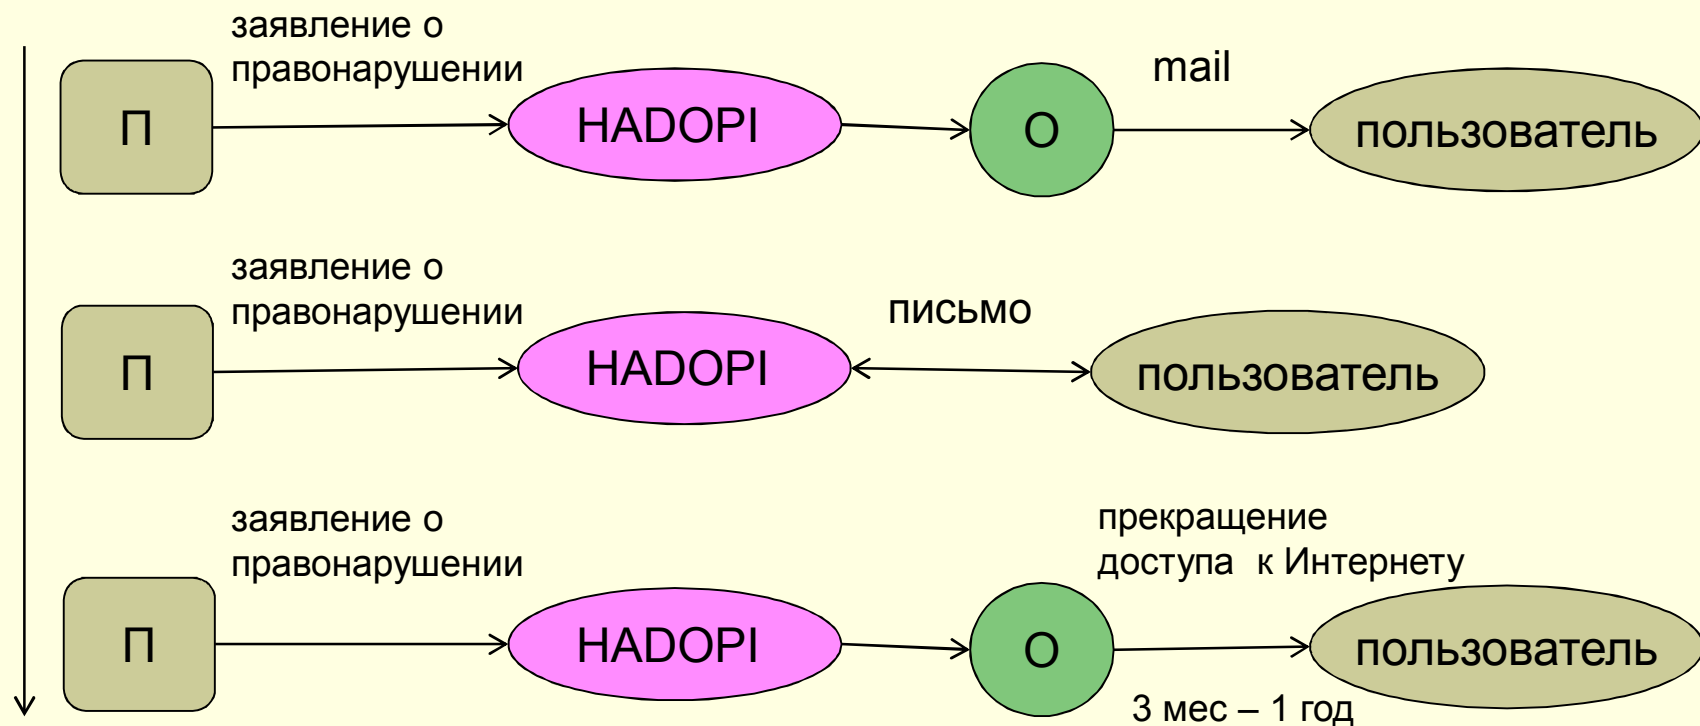 заявление о
правонарушении
mail
П
HADOPI
О
пользователь
заявление о
правонарушении
письмо
П
HADOPI
пользователь
заявление о
правонарушении
прекращение
доступа к Интернету
П
HADOPI
О
пользователь
3 мес – 1 год